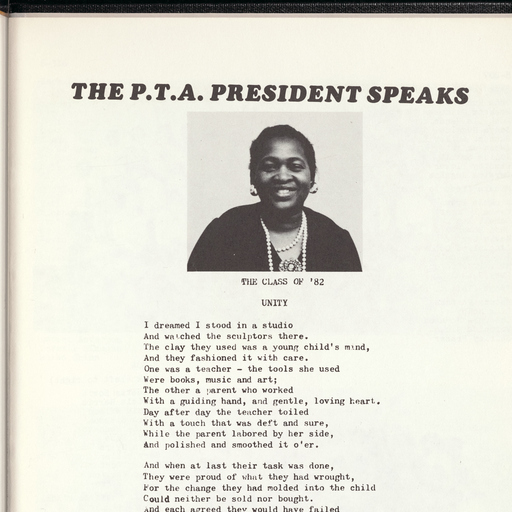 THE P.T.A. PRESIDENT SPEAKS
THE CLASS OF '82
UNITY
I dreamed I stood in a studio
And watched the sculptors there.
The clay they used was a young child's mind,
And they fashioned it with care.
One was a teacher - the tools she used
Were books, music and art;
The other a parent who worked
With a guiding hand, and gentle, loving heart.
Day after day the teacher toiled
With a touch that was deft and sure,
While the parent labored by her side,
And polished and smoothed it o'er.
And when at last their task was done,
They were proud of what they had wrought,
For the change they had molded into the child
Could neither be sold nor bought.
And each agreed they would have failed